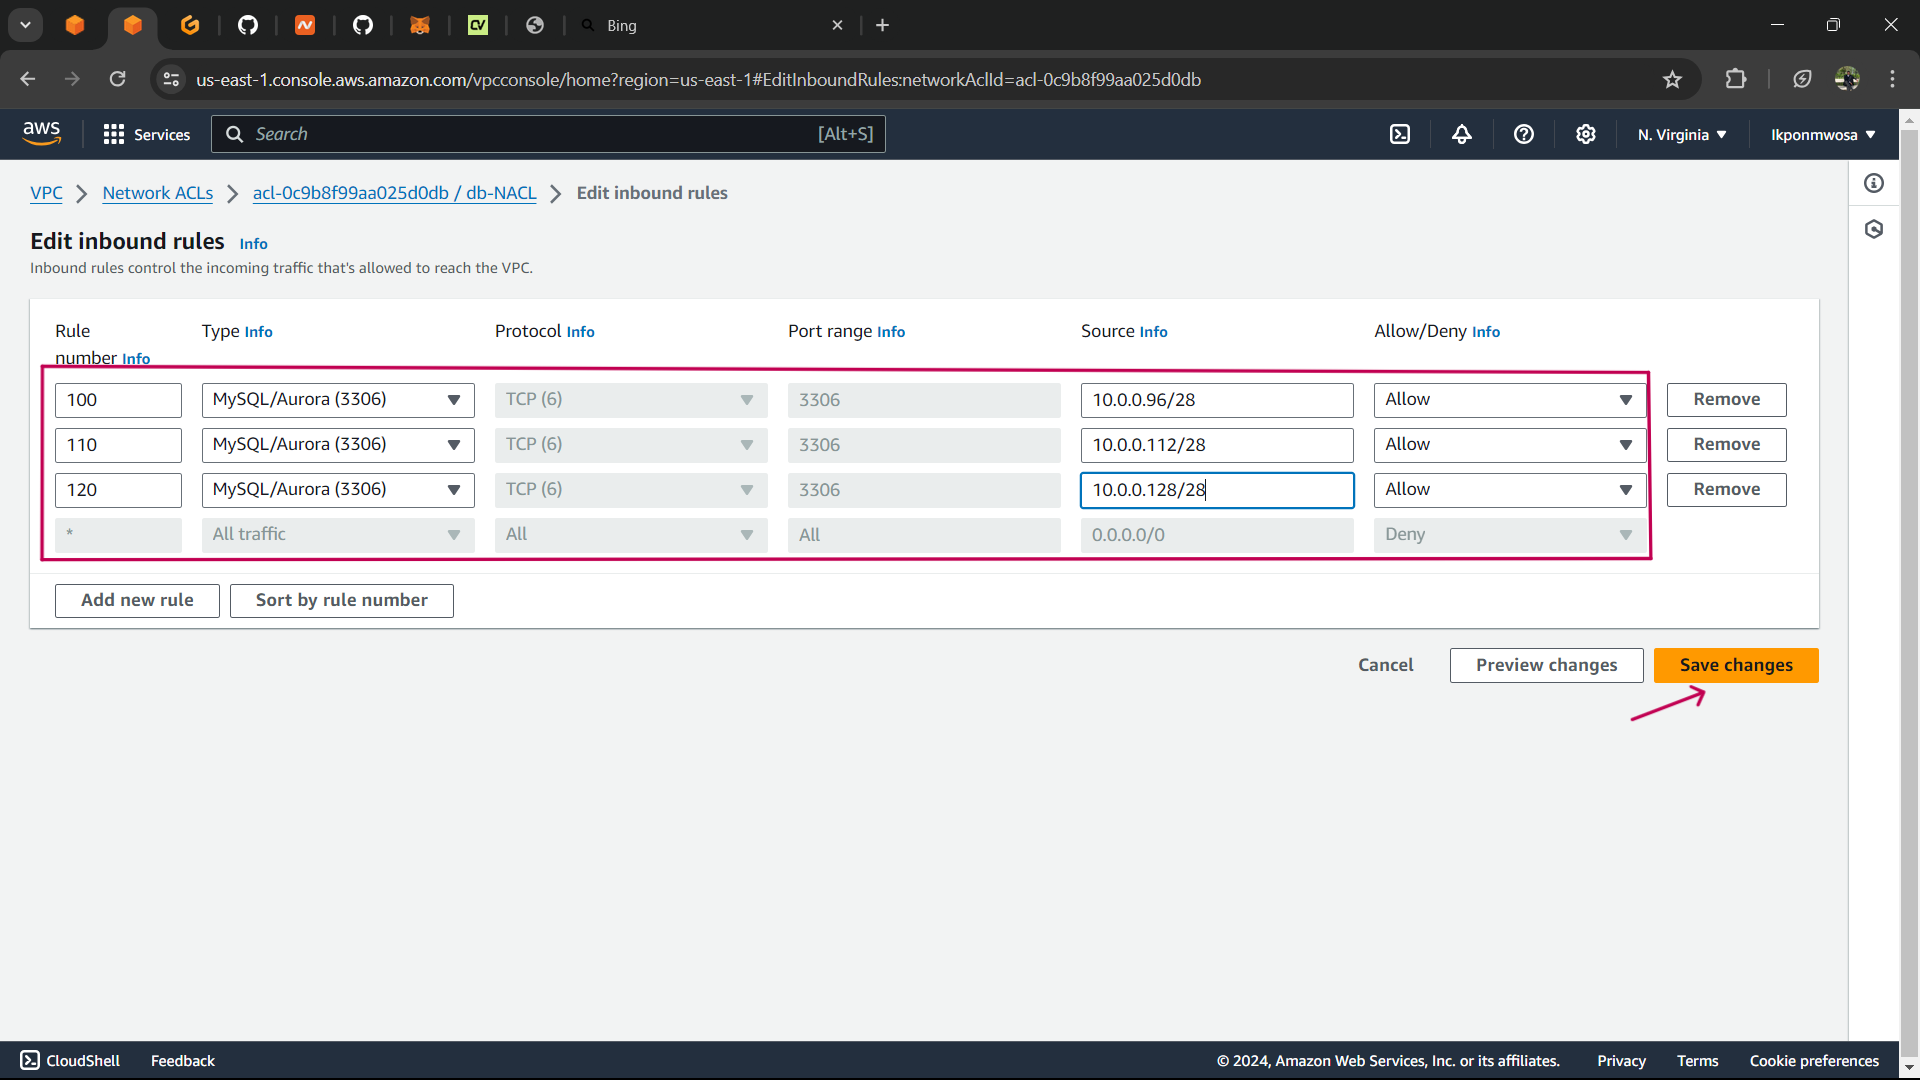 Bing
us-east-1.console.aws.amazon.com/vpcconsole/home?region=us-east-1#EditInboundRules:networkAclId=acl-0c9b8f99aa025d0db
aws Services Search [Alt+S] N. Virginia Ikponmwosa
VPC Network ACLs acl-0c9b8f99aa025d0db / db-NACL Edit inbound rules
Edit inbound rules Info
Inbound rules control the incoming traffic that's allowed to reach the VPC.
Rule number Info Type Info Protocol Info Port range Info Source Info Allow/Deny Info
100 MySQL/Aurora (3306) TCP (6) 3306 10.0.0.96/28 Allow Remove
110 MySQL/Aurora (3306) TCP (6) 3306 10.0.0.112/28 Allow Remove
120 MySQL/Aurora (3306) TCP (6) 3306 10.0.0.128/28 Allow Remove
* All traffic All All 0.0.0.0/0 Deny
Add new rule Sort by rule number
Cancel Preview changes Save changes
CloudShell Feedback © 2024, Amazon Web Services, Inc. or its affiliates. Privacy Terms Cookie preferences